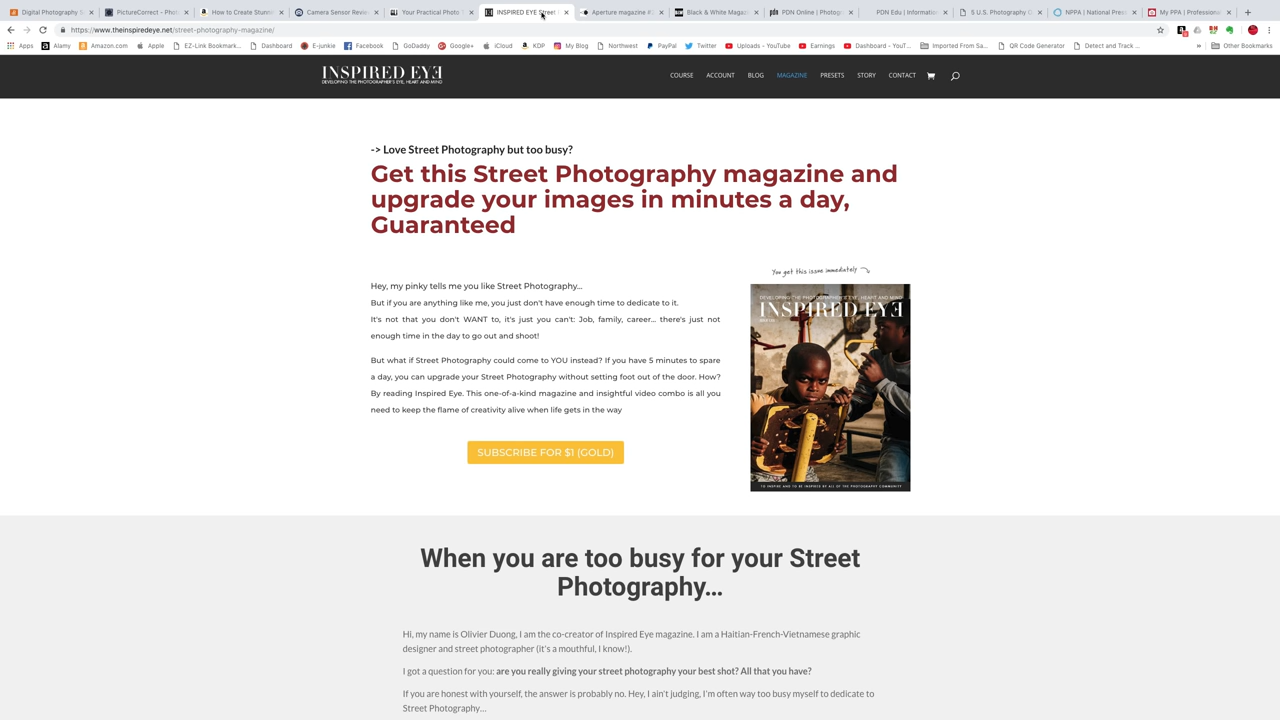 Digital Photography S
PictureCorrect - Phot
How to Create Stunni
Camera Sensor Revie
Your Practical Photo
INSPIRED EYE Street
Aperture magazine
Black & White Magaz
PDN Online | Photog
PDN Edu | Informatio
5 U.S. Photography C
NPPA | National Pres
My PPA | Professiona
https://www.theinspiredeye.net/street-photography-magazine/
Apps Alamy Amazon.com Apple EZ-Link Bookmark... Dashboard E-junkie Facebook GoDaddy Google+ iCloud KDP My Blog Northwest PayPal Twitter Uploads - YouTube Earnings Dashboard - YouT... Imported From Sa... QR Code Generator Detect and Track ... » Other Bookmarks
INSPIRED EYE
DEVELOPING THE PHOTOGRAPHER'S EYE, HEART AND MIND
COURSE ACCOUNT BLOG MAGAZINE PRESETS STORY CONTACT
-> Love Street Photography but too busy?
Get this Street Photography magazine and
upgrade your images in minutes a day,
Guaranteed
Hey, my pinky tells me you like Street Photography...
But if you are anything like me, you just don't have enough time to dedicate to it.
It's not that you don't WANT to, it's just you can't: Job, family, career... there's just not
enough time in the day to go out and shoot!
But what if Street Photography could come to YOU instead? If you have 5 minutes to spare
a day, you can upgrade your Street Photography without setting foot out of the door. How?
By reading Inspired Eye. This one-of-a-kind magazine and insightful video combo is all you
need to keep the flame of creativity alive when life gets in the way
SUBSCRIBE FOR $1 (GOLD)
You get this issue immediately
DEVELOPING THE PHOTOGRAPHER'S EYE, HEART AND MIND
INSPIRED EYE
TO INSPIRE AND TO BE INSPIRED BY ALL OF THE PHOTOGRAPHY COMMUNITY
When you are too busy for your Street
Photography...
Hi, my name is Olivier Duong, I am the co-creator of Inspired Eye magazine. I am a Haitian-French-Vietnamese graphic
designer and street photographer (it's a mouthful, I know!).
I got a question for you: are you really giving your street photography your best shot? All that you have?
If you are honest with yourself, the answer is probably no. Hey, I ain't judging, I'm often way too busy myself to dedicate to
Street Photography...